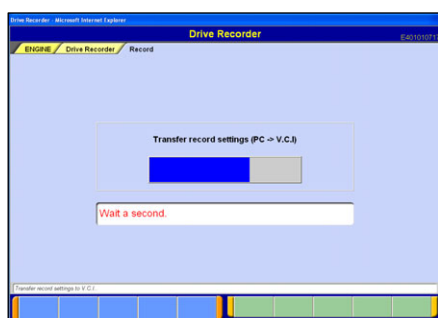 Drive Recorder - Microsoft Internet Explorer
Drive Recorder
E401010717
ENGINE Drive Recorder Record
Transfer record settings (PC -> V.C.I)
Wait a second.
Transfer record settings to V.C.I.